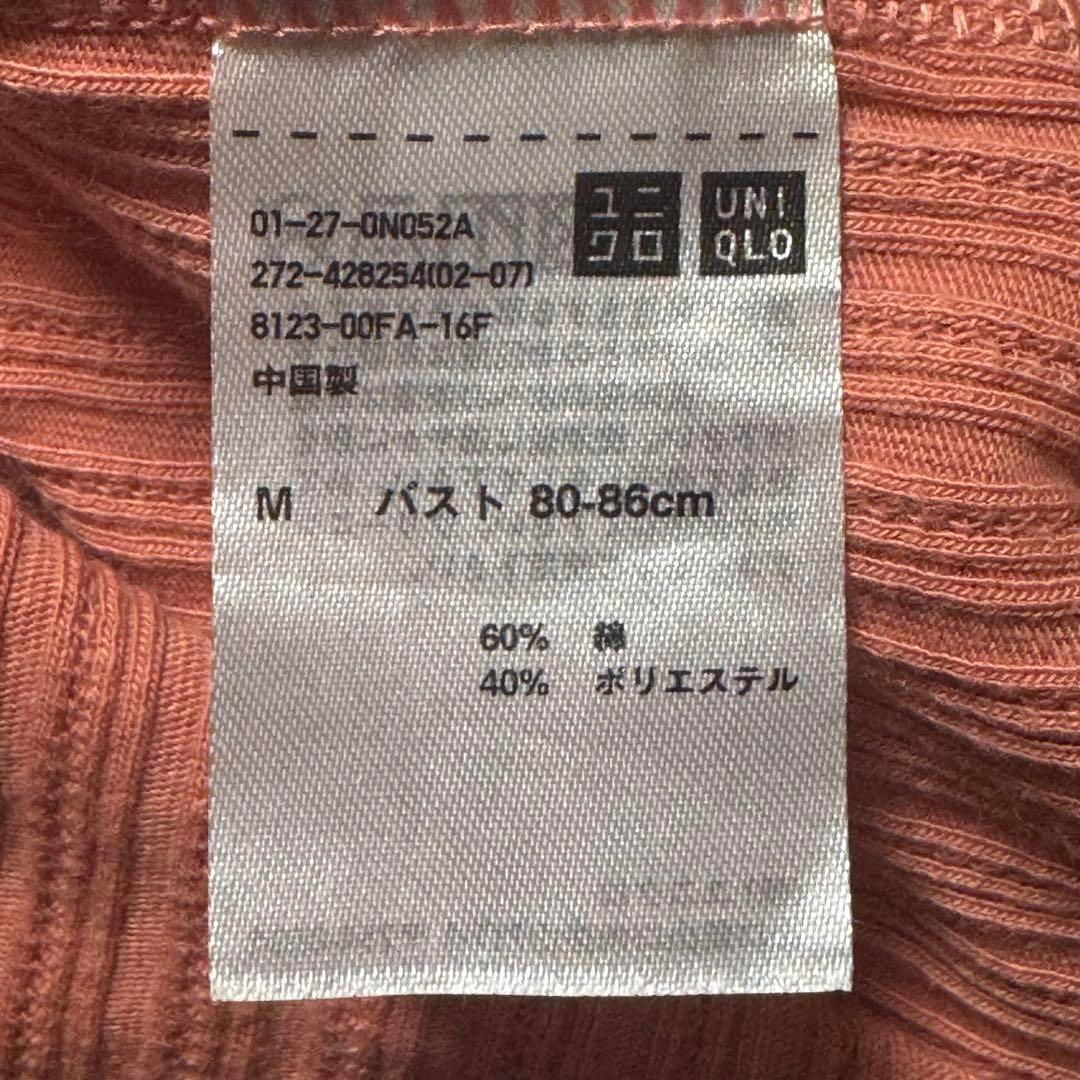 ユニ
クロ
UNI
QLO
01-27-0N052A
272-428254(02-07)
8123-00FA-16F
中国製
M バスト 80-86cm
60% 綿
40% ポリエステル